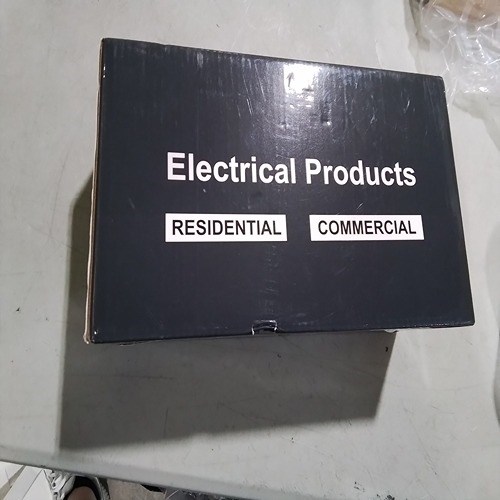 Electrical Products
RESIDENTIAL COMMERCIAL